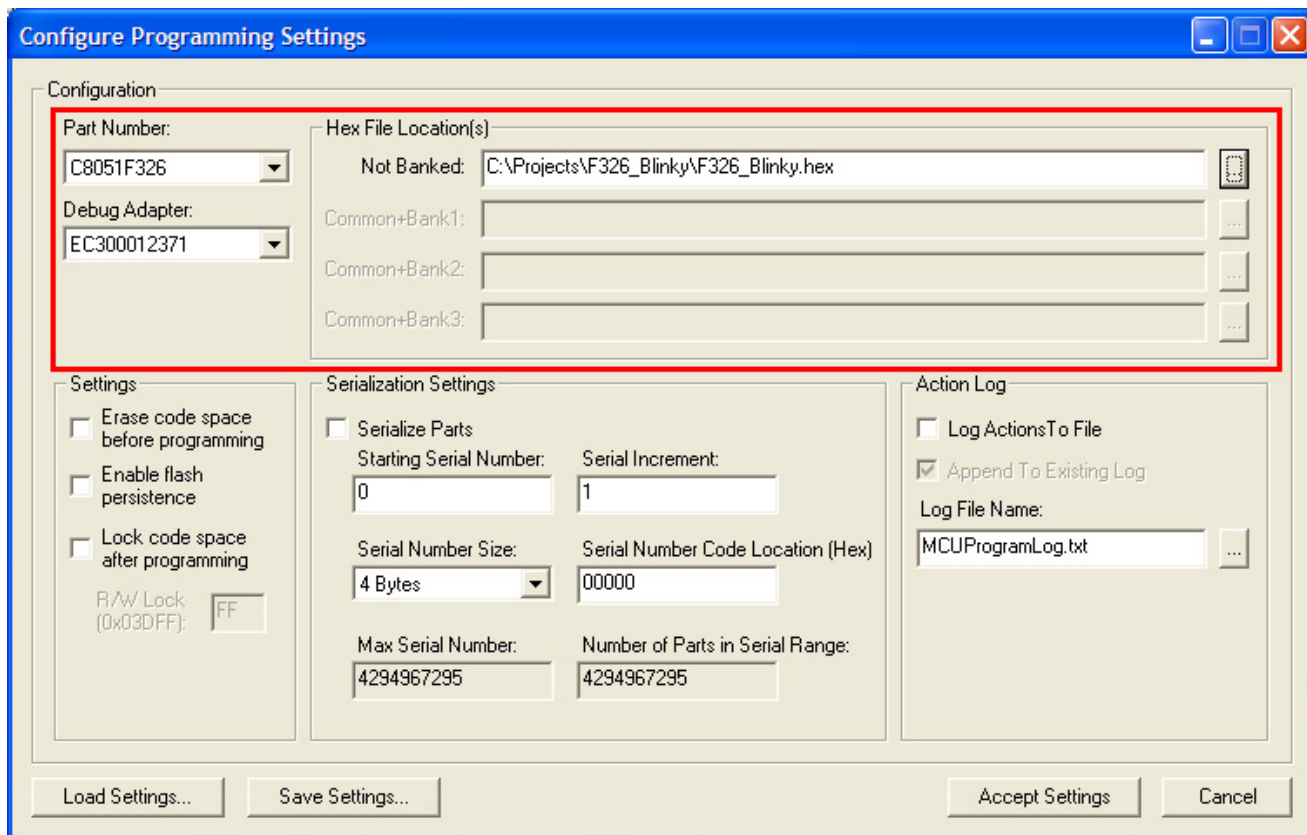 Configure Programming Settings
Configuration
Part Number:
C8051F326
Debug Adapter:
EC300012371
Hex File Location(s)
Not Banked: C:\Projects\F326_Blinky\F326_Blinky.hex
Common+Bank1: ...
Common+Bank2: ...
Common+Bank3: ...
Settings
Erase code space
before programming
Enable flash
persistence
Lock code space
after programming
R/W Lock
(0x03DFF): FF
Serialization Settings
Serialize Parts
Starting Serial Number: Serial Increment:
0 1
Serial Number Size: Serial Number Code Location (Hex)
4 Bytes 00000
Max Serial Number: Number of Parts in Serial Range:
4294967295 4294967295
Action Log
Log ActionsTo File
Append To Existing Log
Log File Name:
MCUProgramLog.txt ...
Load Settings... Save Settings... Accept Settings Cancel